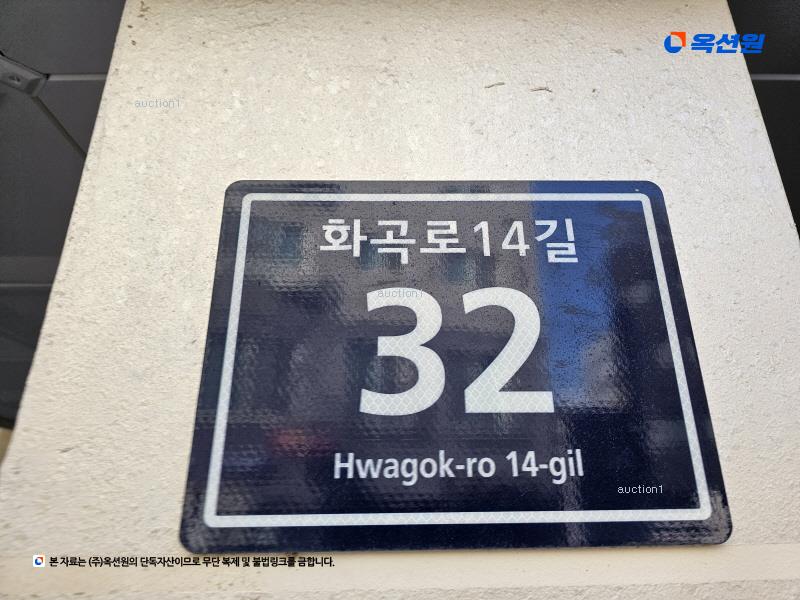 옥션원
auction1
화곡로14길
auction1
32
Hwagok-ro 14-gil
auction1
본 자료는 (주)옥션원의 단독자산이므로 무단 복제 및 불법링크를 금합니다.